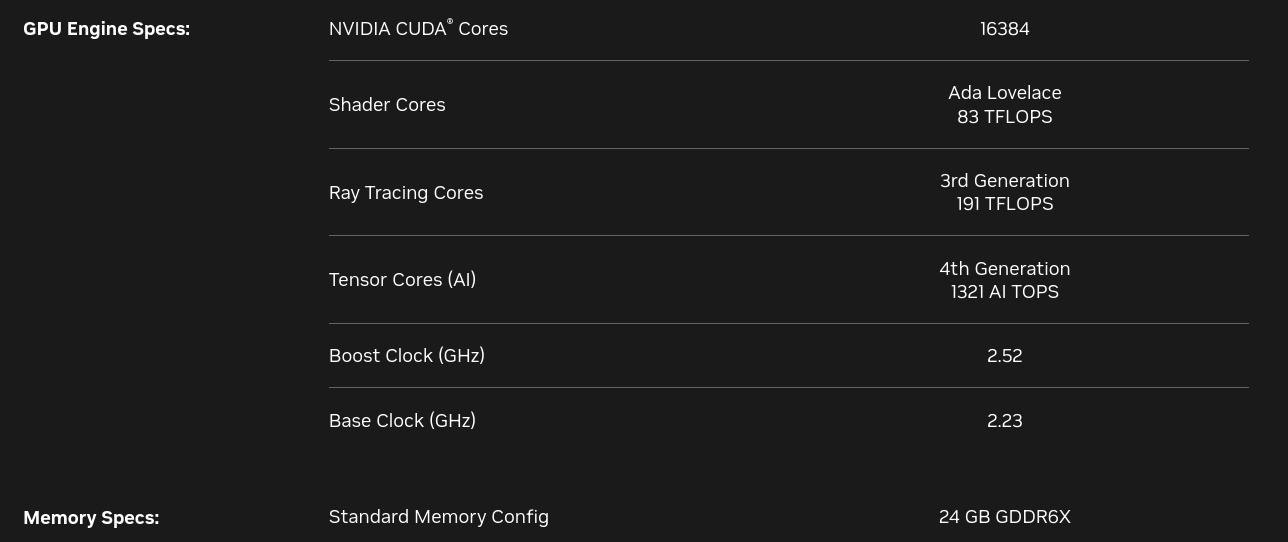 GPU Engine Specs: NVIDIA CUDA® Cores 16384
Shader Cores Ada Lovelace
83 TFLOPS
Ray Tracing Cores 3rd Generation
191 TFLOPS
Tensor Cores (AI) 4th Generation
1321 AI TOPS
Boost Clock (GHz) 2.52
Base Clock (GHz) 2.23
Memory Specs: Standard Memory Config 24 GB GDDR6X